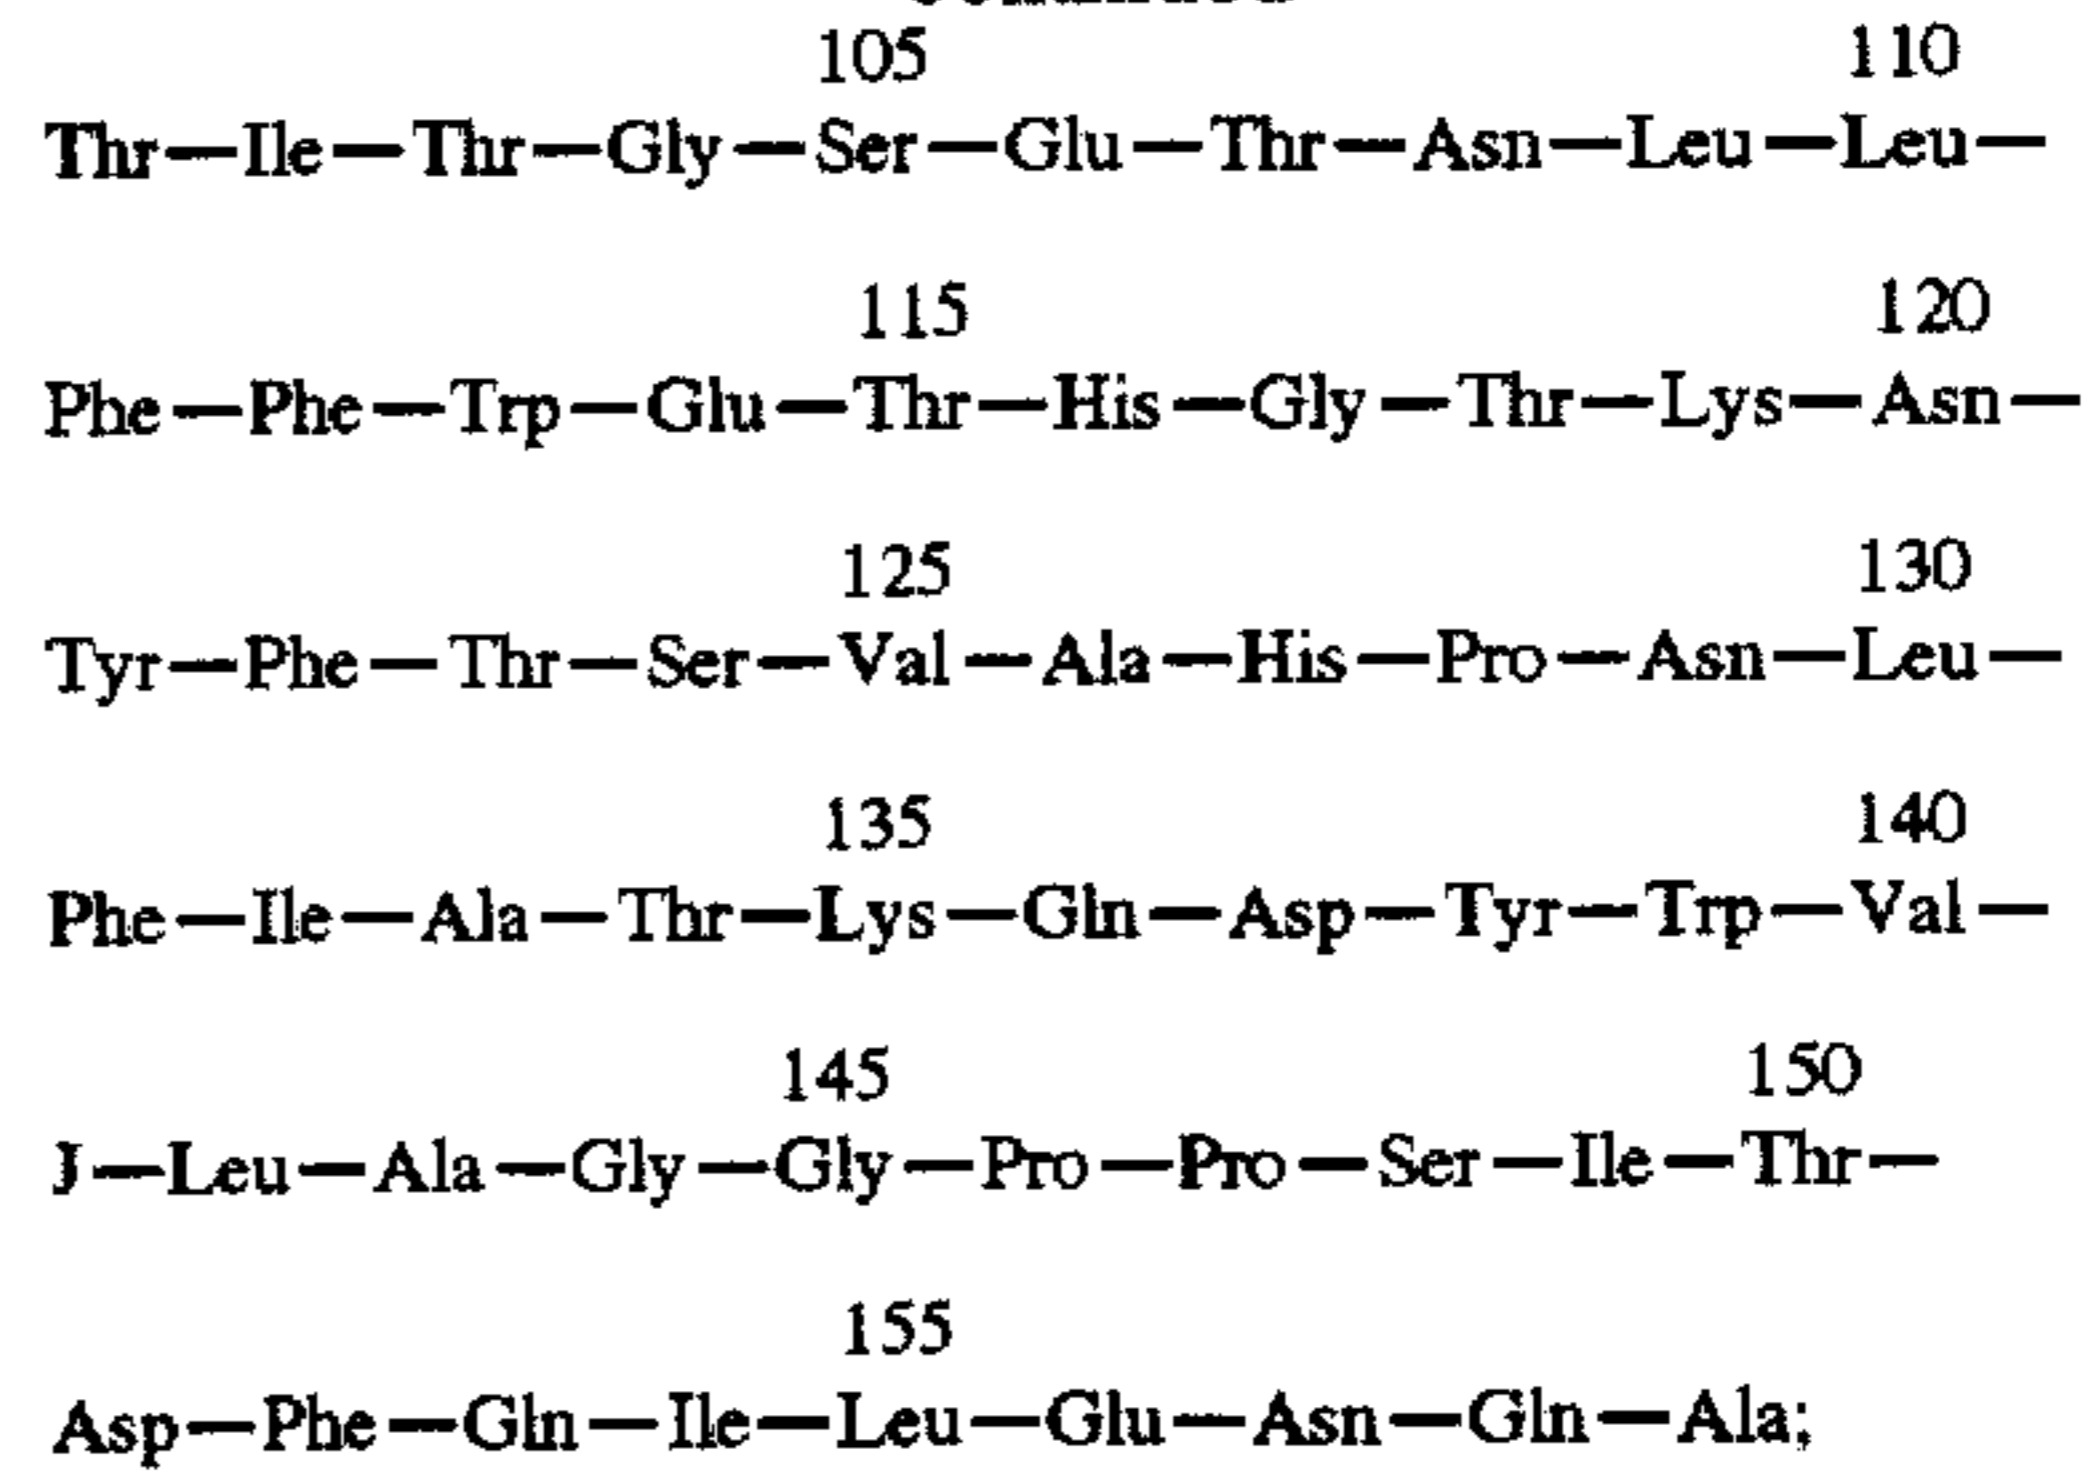 105 110
Thr—Ile—Thr—Gly—Ser—Glu—Thr—Asn—Leu—Leu—
115 120
Phe—Phe—Trp—Glu—Thr—His—Gly—Thr—Lys—Asn—
125 130
Tyr—Phe—Thr—Ser—Val—Ala—His—Pro—Asn—Leu—
135 140
Phe—Ile—Ala—Thr—Lys—Gln—Asp—Tyr—Trp—Val—
145 150
J—Leu—Ala—Gly—Gly—Pro—Pro—Ser—Ile—Thr—
155
Asp—Phe—Gln—Ile—Leu—Glu—Asn—Gln—Ala;